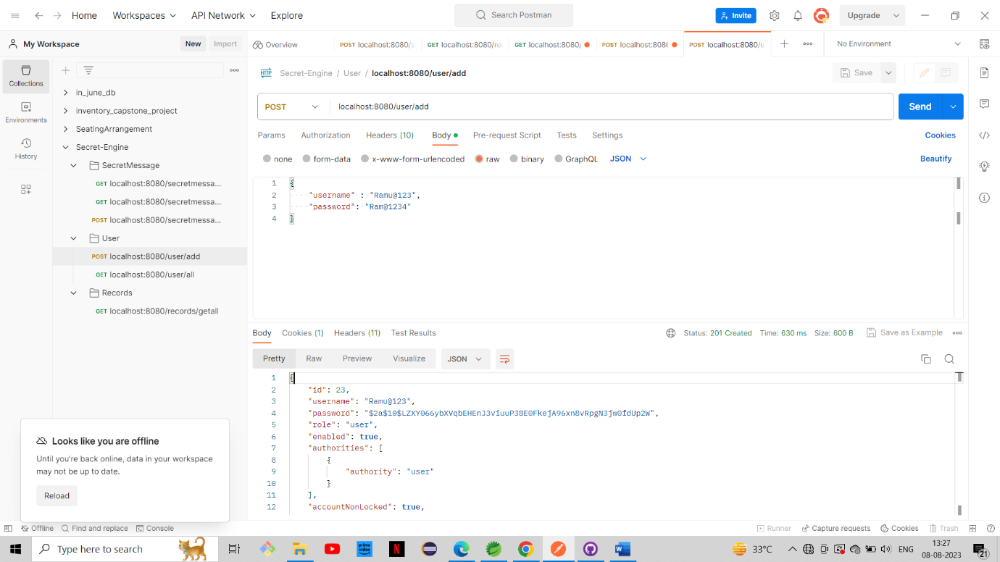 Home Workspaces API Network Explore Search Postman Invite Upgrade
My Workspace New Import Overview POST localhost:8080/s GET localhost:8080/re GET localhost:8080/ POST localhost:808( POST localhost:8080/u No Environment
Collections
Environments
History
in_june_db
inventory_capstone_project
SeatingArrangement
Secret-Engine
SecretMessage
GET localhost:8080/secretmessa...
GET localhost:8080/secretmessa...
POST localhost:8080/secretmessa...
User
POST localhost:8080/user/add
GET localhost:8080/user/all
Records
GET localhost:8080/records/getall
HTTP Secret-Engine / User / localhost:8080/user/add Save
POST localhost:8080/user/add Send
Params Authorization Headers (10) Body Pre-request Script Tests Settings Cookies
none form-data x-www-form-urlencoded raw binary GraphQL JSON Beautify
1 {
2 "username" : "Ramu@123",
3 "password": "Ram@1234"
4 }
Body Cookies (1) Headers (11) Test Results Status: 201 Created Time: 630 ms Size: 600 B Save as Example
Pretty Raw Preview Visualize JSON
1 {
2 "id": 23,
3 "username": "Ramu@123",
4 "password": "$2a$10$LZXY066ybXVqbEHEnJ3viuuP38E0FkejA96xn8vRpgN3jw0fdUp2W",
5 "role": "user",
6 "enabled": true,
7 "authorities": [
8 {
9 "authority": "user"
10 }
11 ],
12 "accountNonLocked": true,
Looks like you are offline
Until you're back online, data in your workspace
may not be up to date.
Reload
Offline Find and replace Console Runner Capture requests Cookies Trash
Type here to search prime video N W 33°C ENG 13:27
08-08-2023 21